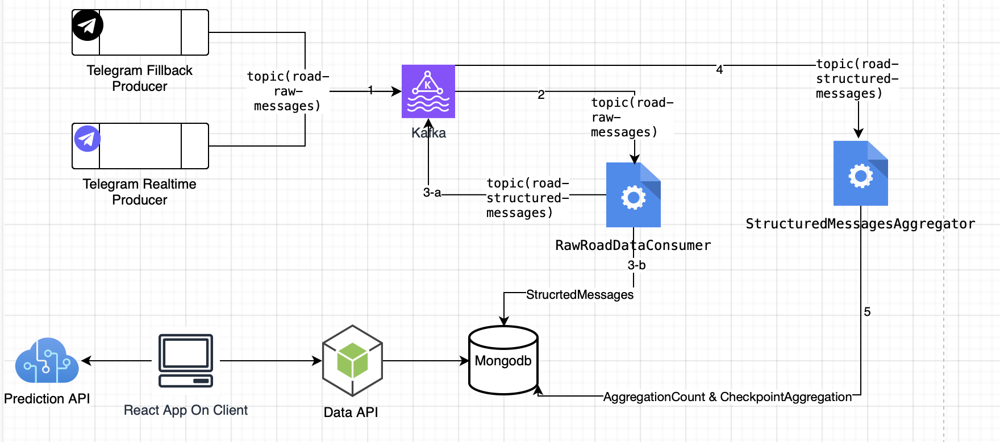 Telegram Fillback
Producer
topic(road-
raw-
messages)
Telegram Realtime
Producer
1
K
Kafka
2
topic(road-
raw-
messages)
4
topic(road-
structured-
messages)
3-a
topic(road-
structured-
messages)
RawRoadDataConsumer
StructuredMessagesAggregator
3-b
StrucrtedMessages
5
Prediction API
React App On Client
Data API
Mongodb
AggregationCount & CheckpointAggregation